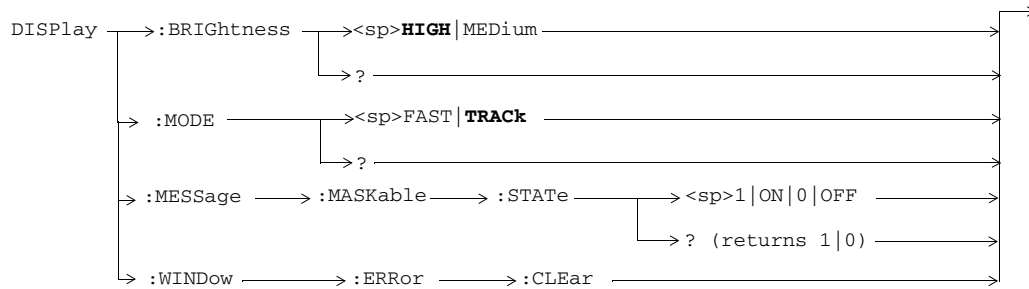 DISPlay :BRIGhtness <sp>HIGH|MEDium
?
:MODE <sp>FAST|TRACk
?
:MESSage :MASKable :STATe <sp>1|ON|0|OFF
? (returns 1|0)
:WINDow :ERRor :CLEar